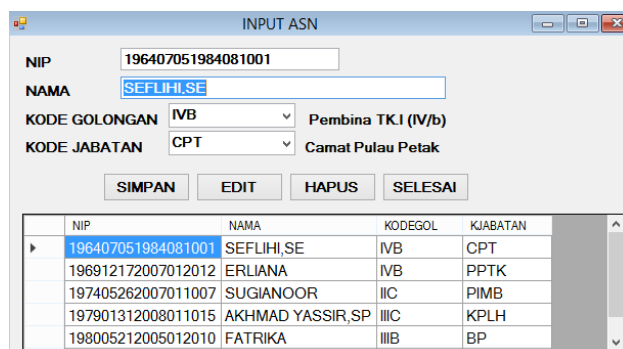 INPUT ASN
NIP 196407051984081001
NAMA SEFLIHI,SE
KODE GOLONGAN IVB Pembina TK.I (IV/b)
KODE JABATAN CPT Camat Pulau Petak
SIMPAN EDIT HAPUS SELESAI
NIP NAMA KODEGOL KJABATAN
196407051984081001 SEFLIHI,SE IVB CPT
196912172007012012 ERLIANA IVB PPTK
197405262007011007 SUGIANOOR IIC PIMB
197901312008011015 AKHMAD YASSIR,SP IIIC KPLH
198005212005012010 FATRIKA IIIB BP